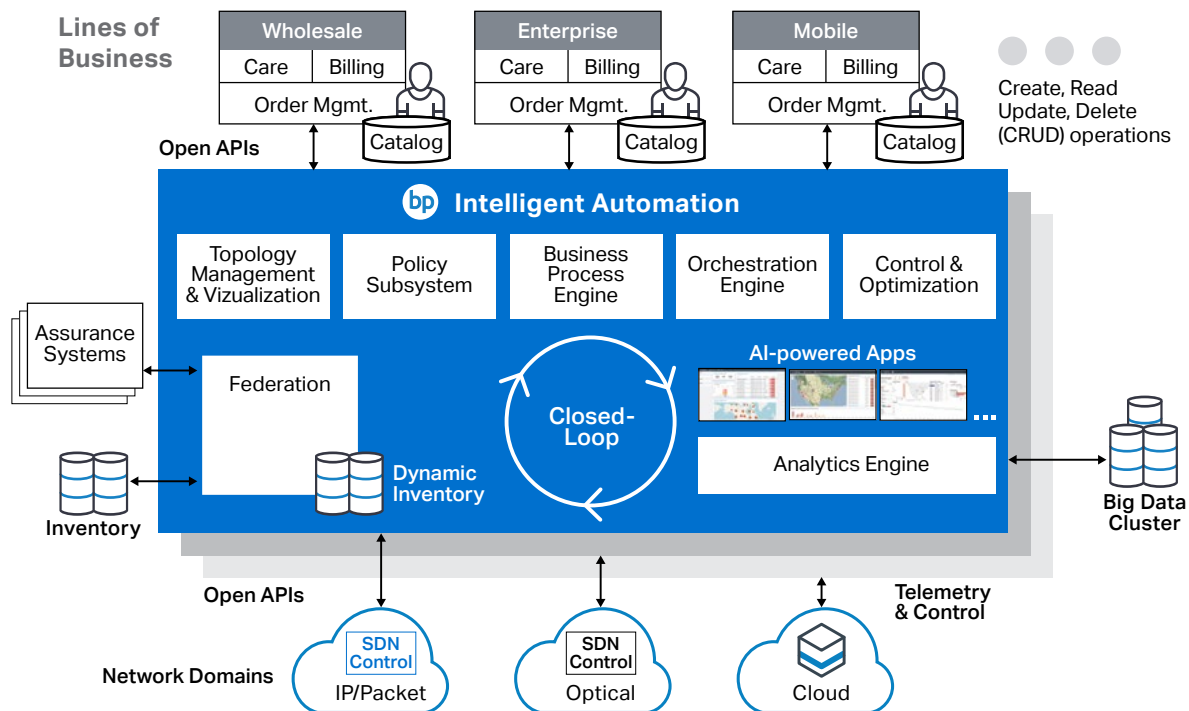 Lines of
Business
Wholesale
Care
Billing
Order Mgmt.
Catalog
Enterprise
Care
Billing
Order Mgmt.
Catalog
Mobile
Care
Billing
Order Mgmt.
Catalog
Create, Read
Update, Delete
(CRUD) operations
Open APIs
bp
Intelligent Automation
Topology
Management
& Vizualization
Policy
Subsystem
Business
Process
Engine
Orchestration
Engine
Control &
Optimization
Assurance
Systems
Federation
Dynamic
Inventory
Inventory
Closed-
Loop
AI-powered Apps
...
Analytics Engine
Big Data
Cluster
Open APIs
Telemetry
& Control
Network Domains
SDN
Control
IP/Packet
SDN
Control
Optical
Cloud